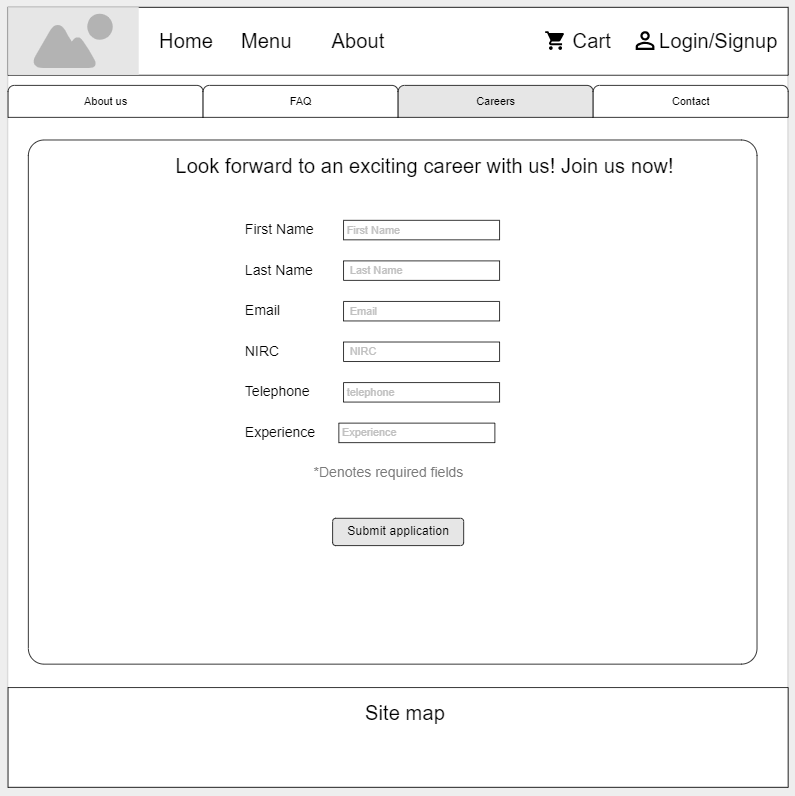 Home Menu About Cart Login/Signup
About us FAQ Careers Contact
Look forward to an exciting career with us! Join us now!
First Name First Name
Last Name Last Name
Email Email
NIRC NIRC
Telephone telephone
Experience Experience
*Denotes required fields
Submit application
Site map